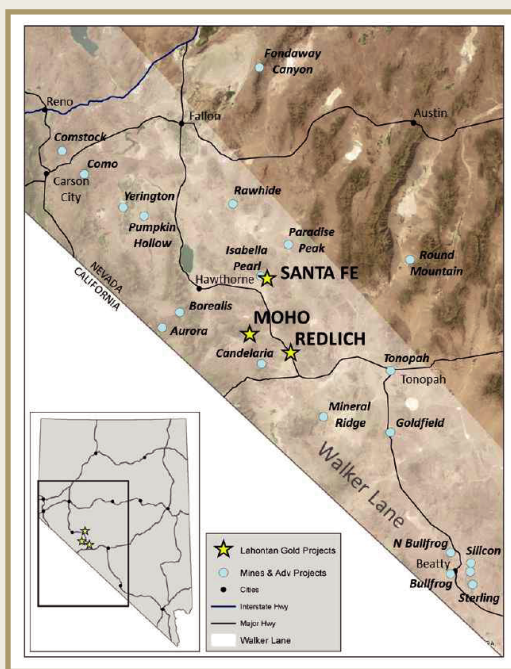 Fondaway
Canyon
Reno
Fallon
Austin
Comstock
Como
Carson
City
Yerington
Rawhide
Pumpkin
Hollow
Paradise
Peak
Isabella
Pearl
SANTA FE
Round
Mountain
NEVADA
CALIFORNIA
Hawthorne
Borealis
MOHO
Aurora
REDLICH
Candelaria
Tonopah
Tonopah
Mineral
Ridge
Goldfield
Walker Lane
N Bullfrog
Silicon
Beatty
Bullfrog
Sterling
Lahontan Gold Projects
Mines & Adv Projects
Cities
Interstate Hwy
Major Hwy
Walker Lane